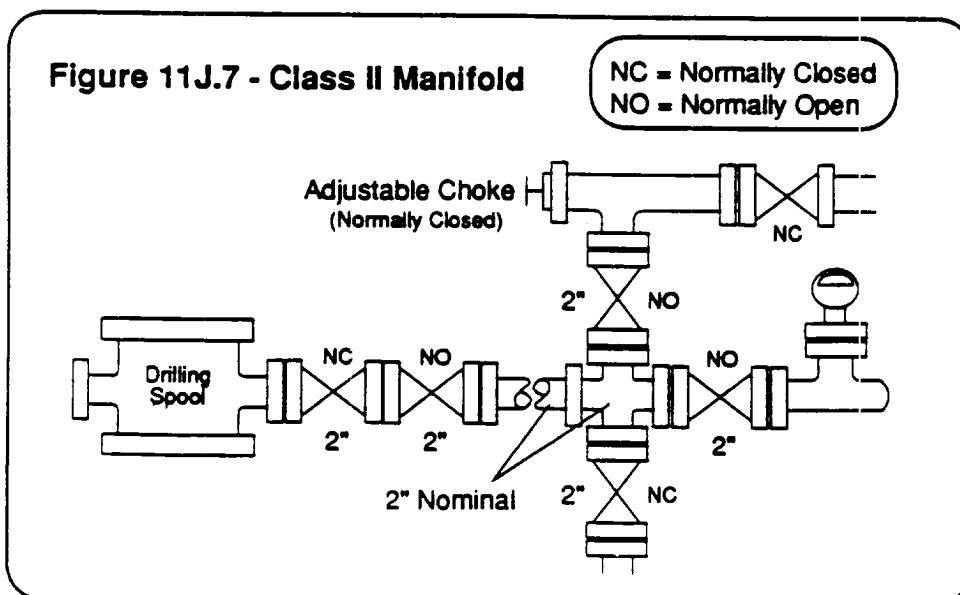 Figure 11J.7 - Class II Manifold
NC = Normally Closed
NO = Normally Open
Adjustable Choke
(Normally Closed)
NC
2" NO
NC NO
NO
Drilling
Spool
2" 2"
2"
2" Nominal
2" NC